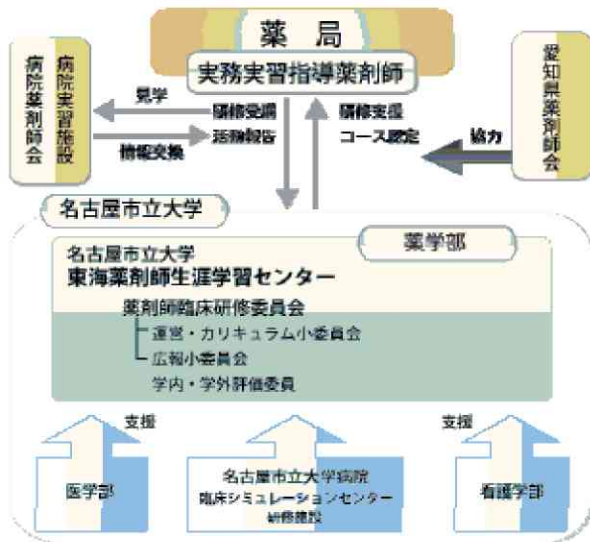 薬 局
実務実習指導薬剤師
病院実習施設
病院薬剤師会
愛知県薬剤師会
見学
情報交換
研修受講
活動報告
研修支援
コース認定
協力
名古屋市立大学
薬学部
名古屋市立大学
東海薬剤師生涯学習センター
薬剤師臨床研修委員会
運営・カリキュラム小委員会
広報小委員会
学内・学外評価委員
支援
支援
医学部
名古屋市立大学病院
臨床シミュレーションセンター
研修施設
看護学部